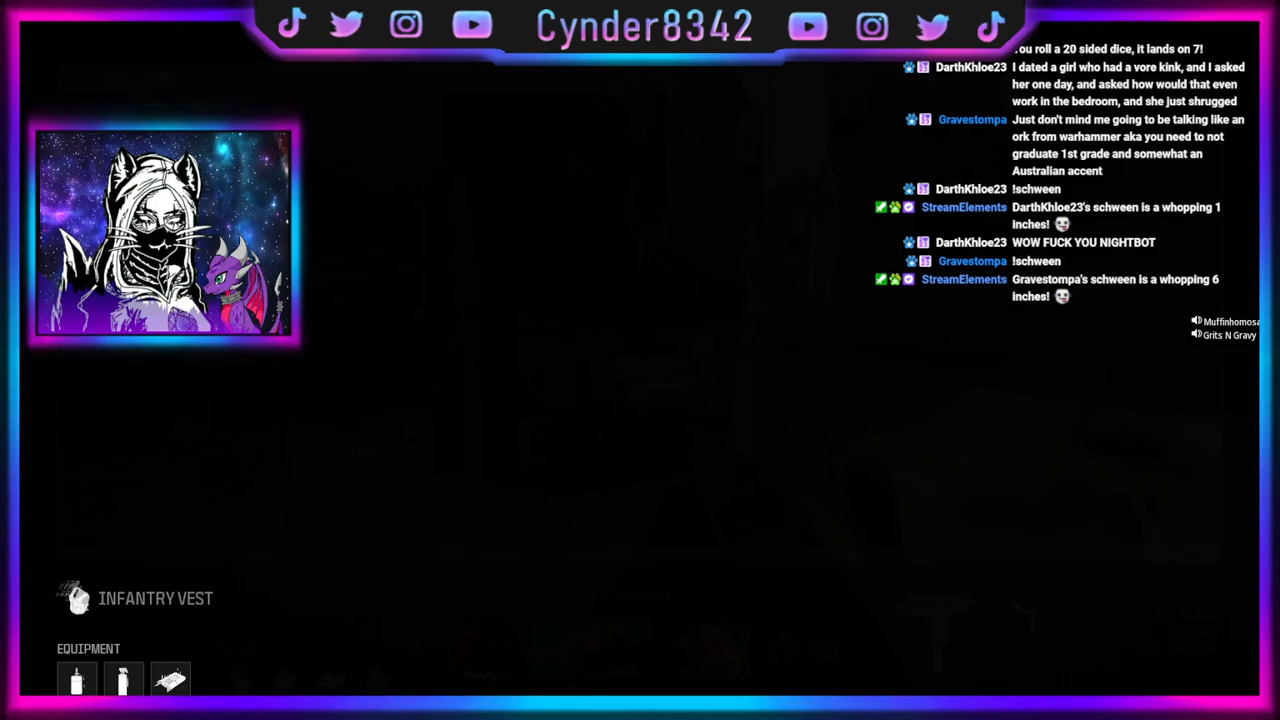 Cynder8342
You roll a 20 sided dice, it lands on 7!
DarthKhloe23 I dated a girl who had a vore kink, and I asked
her one day, and asked how would that even
work in the bedroom, and she just shrugged
Gravestompa Just don't mind me going to be talking like an
ork from warhammer aka you need to not
graduate 1st grade and somewhat an
Australian accent
DarthKhloe23 !schween
StreamElements DarthKhloe23's schween is a whopping 1
inches!
DarthKhloe23 WOW FUCK YOU NIGHTBOT
Gravestompa !schween
StreamElements Gravestompa's schween is a whopping 6
inches!
Muffinhomosa
Grits N Gravy
INFANTRY VEST
EQUIPMENT